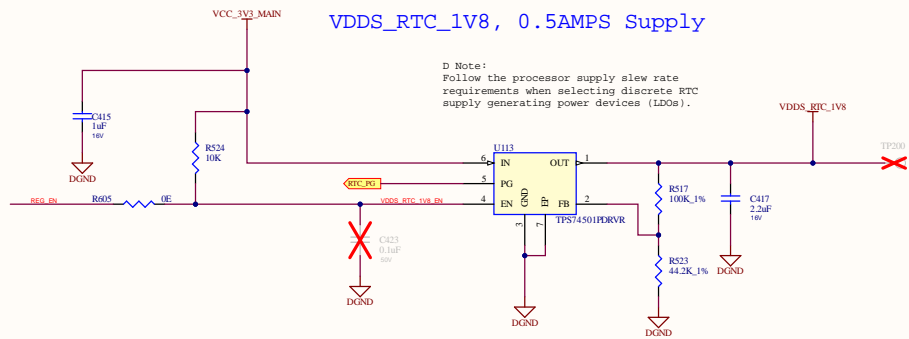 VCC_3V3_MAIN
VDDS_RTC_1V8, 0.5AMPS Supply
D Note:
Follow the processor supply slew rate
requirements when selecting discrete RTC
supply generating power devices (LDOs).
VDDS_RTC_1V8
C415
1uF
16V
DGND
R524
10K
U113
6 IN OUT 1
5 PG
4 EN GND EP FB 2
3 7
TPS74501PDRVR
RTC_PG
REG_EN
R605 0E
VDDS_RTC_1V8_EN
C423
0.1uF
50V
DGND
DGND
R517
100K_1%
R523
44.2K_1%
DGND
C417
2.2uF
16V
DGND
TP200